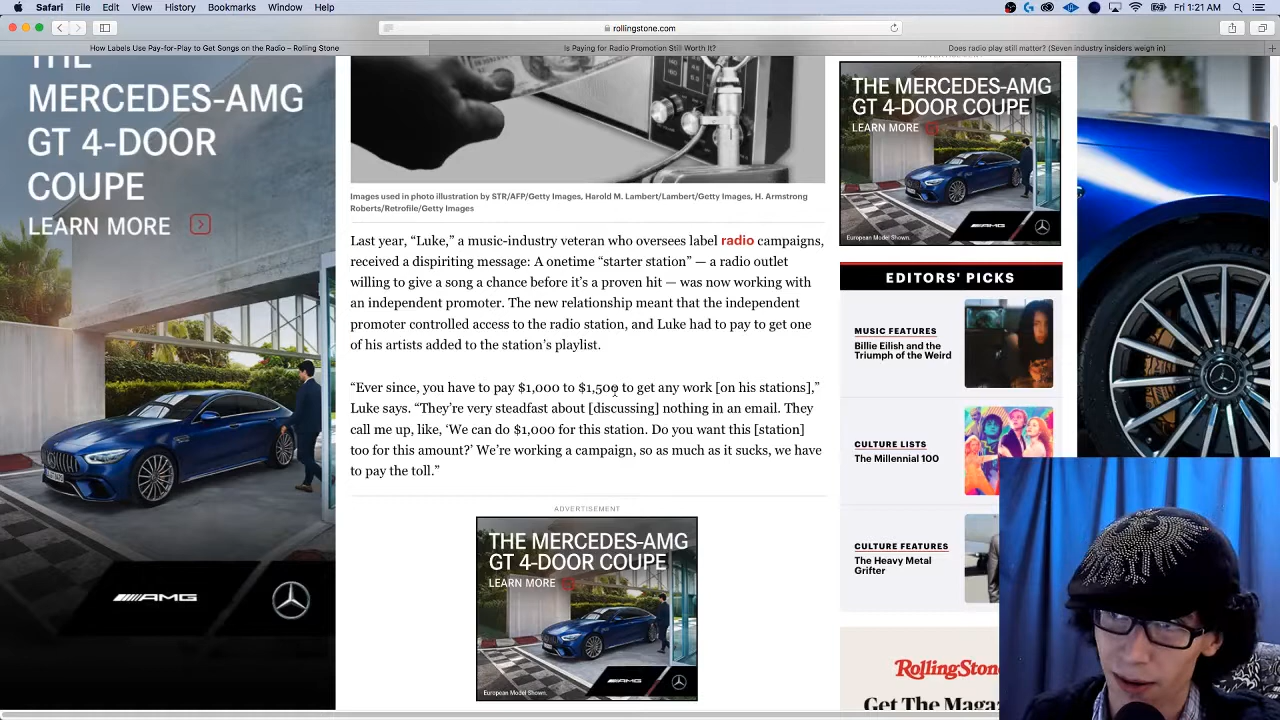 Safari File Edit View History Bookmarks Window Help
Fri 1:21 AM
rollingstone.com
How Labels Use Pay-for-Play to Get Songs on the Radio – Rolling Stone
Is Paying for Radio Promotion Still Worth It?
Does radio play still matter? (Seven industry insiders weigh in)
THE
MERCEDES-AMG
GT 4-DOOR
COUPE
LEARN MORE
AMG
Images used in photo illustration by STR/AFP/Getty Images, Harold M. Lambert/Lambert/Getty Images, H. Armstrong
Roberts/Retrofile/Getty Images
Last year, “Luke,” a music-industry veteran who oversees label radio campaigns,
received a dispiriting message: A onetime “starter station” — a radio outlet
willing to give a song a chance before it’s a proven hit — was now working with
an independent promoter. The new relationship meant that the independent
promoter controlled access to the radio station, and Luke had to pay to get one
of his artists added to the station’s playlist.
“Ever since, you have to pay $1,000 to $1,500 to get any work [on his stations],”
Luke says. “They’re very steadfast about [discussing] nothing in an email. They
call me up, like, ‘We can do $1,000 for this station. Do you want this [station]
too for this amount?’ We’re working a campaign, so as much as it sucks, we have
to pay the toll.”
ADVERTISEMENT
THE MERCEDES-AMG
GT 4-DOOR COUPE
LEARN MORE
European Model Shown.
AMG
ADVERTISEMENT
THE MERCEDES-AMG
GT 4-DOOR COUPE
LEARN MORE
European Model Shown.
AMG
EDITORS' PICKS
MUSIC FEATURES
Billie Eilish and the
Triumph of the Weird
CULTURE LISTS
The Millennial 100
CULTURE FEATURES
The Heavy Metal
Grifter
RollingSton
Get The Maga